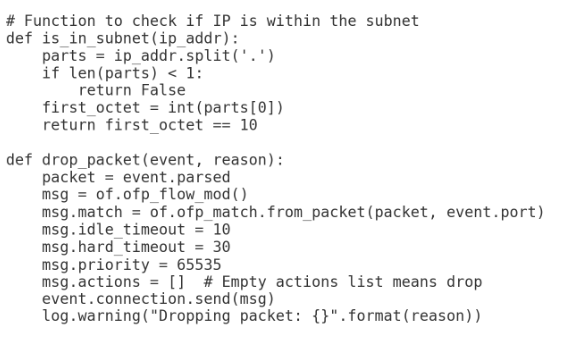 # Function to check if IP is within the subnet
def is_in_subnet(ip_addr):
    parts = ip_addr.split('.')
    if len(parts) < 1:
        return False
    first_octet = int(parts[0])
    return first_octet == 10

def drop_packet(event, reason):
    packet = event.parsed
    msg = of.ofp_flow_mod()
    msg.match = of.ofp_match.from_packet(packet, event.port)
    msg.idle_timeout = 10
    msg.hard_timeout = 30
    msg.priority = 65535
    msg.actions = []  # Empty actions list means drop
    event.connection.send(msg)
    log.warning("Dropping packet: {}".format(reason))